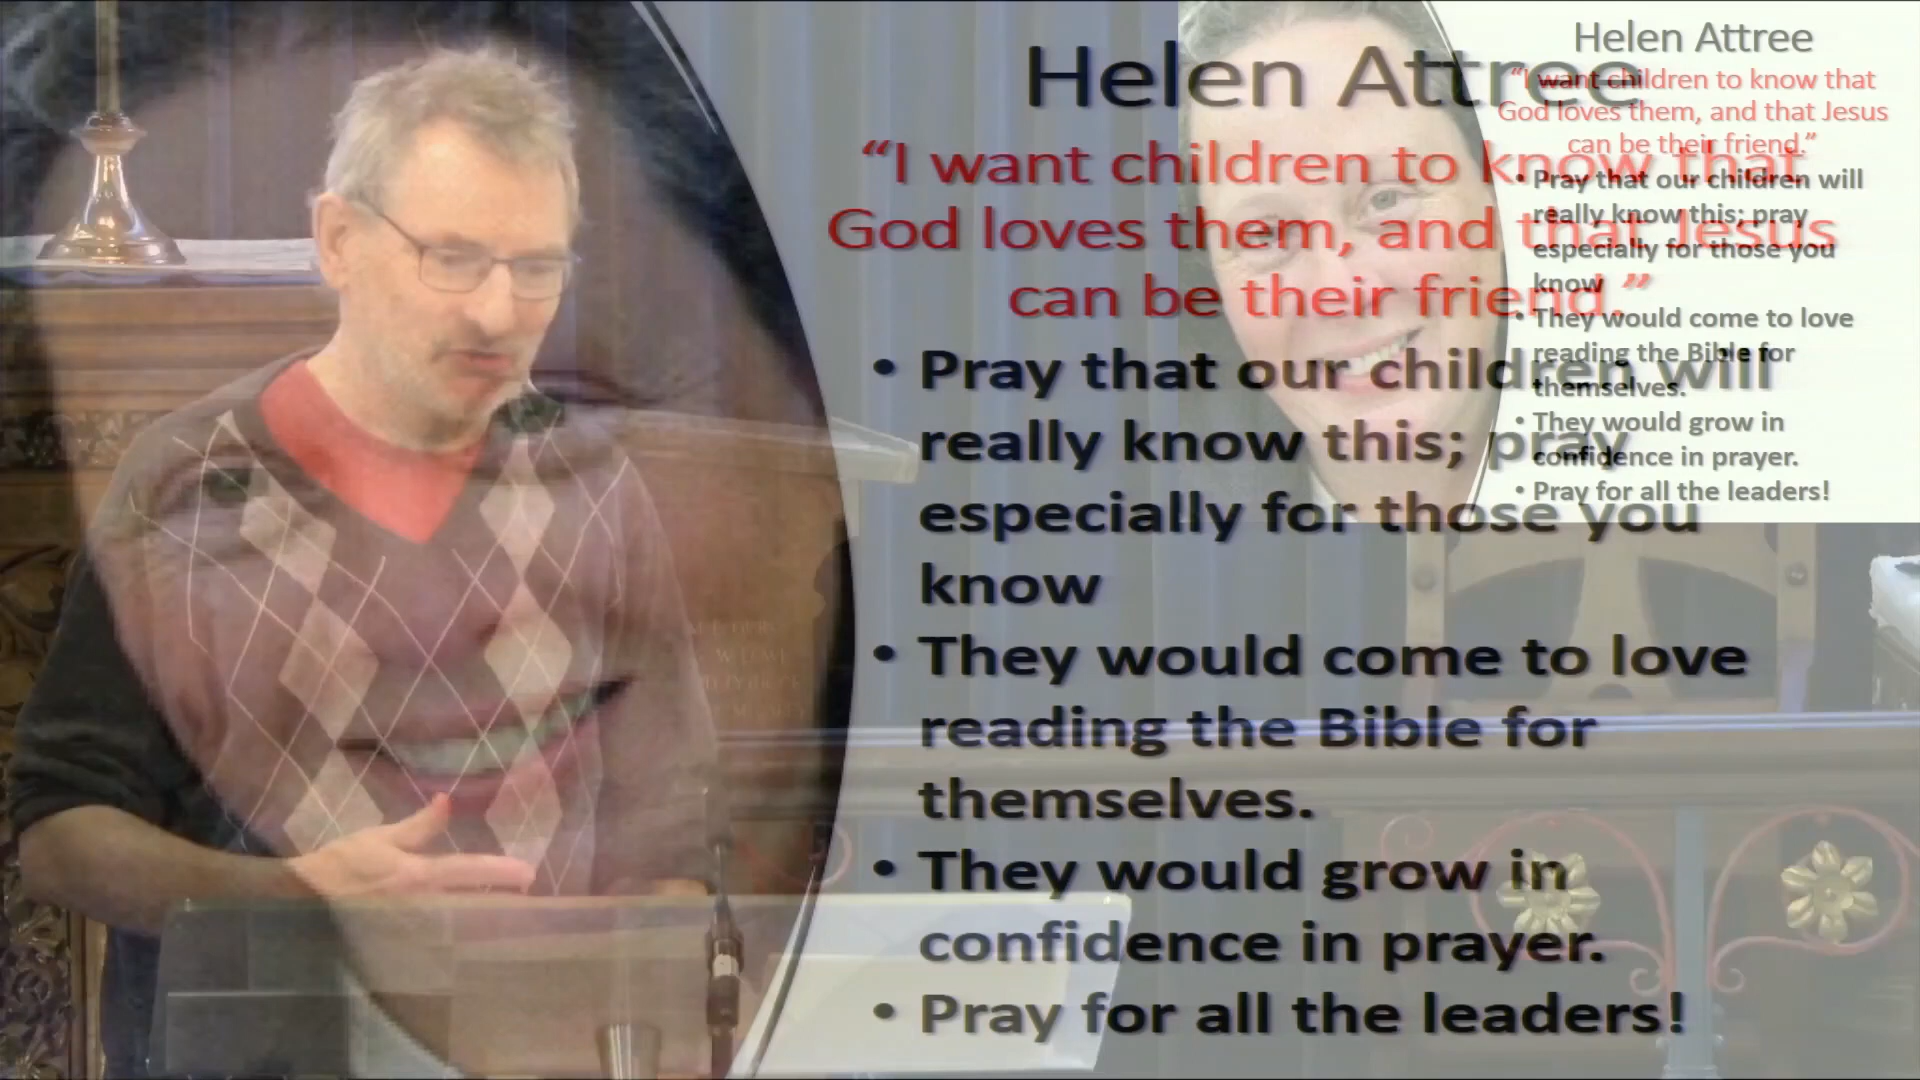 Helen Attree
“I want children to know that
God loves them, and that Jesus
can be their friend.”
• Pray that our children will
really know this; pray
especially for those you
know
• They would come to love
reading the Bible for
themselves.
• They would grow in
confidence in prayer.
• Pray for all the leaders!
Helen Attree
“I want children to know that
God loves them, and that Jesus
can be their friend.”
• Pray that our children will
really know this; pray
especially for those you
know
• They would come to love
reading the Bible for
themselves.
• They would grow in
confidence in prayer.
• Pray for all the leaders!